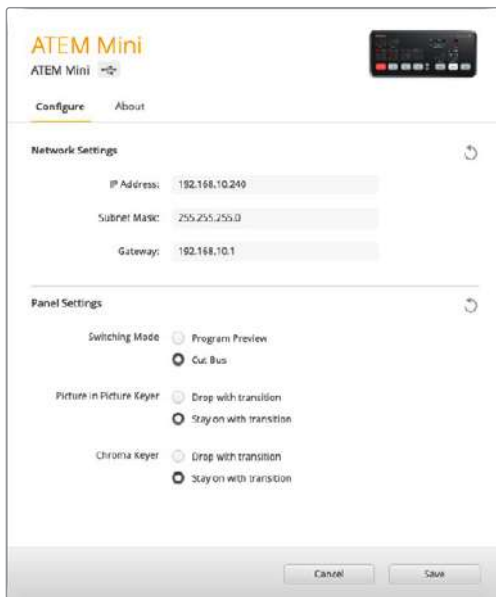 ATEM Mini
ATEM Mini
Configure About
Network Settings
IP Address: 192.168.10.240
Subnet Mask: 255.255.255.0
Gateway: 192.168.10.1
Panel Settings
Switching Mode Program Preview
Cut Bus
Picture in Picture Keyer Drop with transition
Stay on with transition
Chroma Keyer Drop with transition
Stay on with transition
Cancel Save